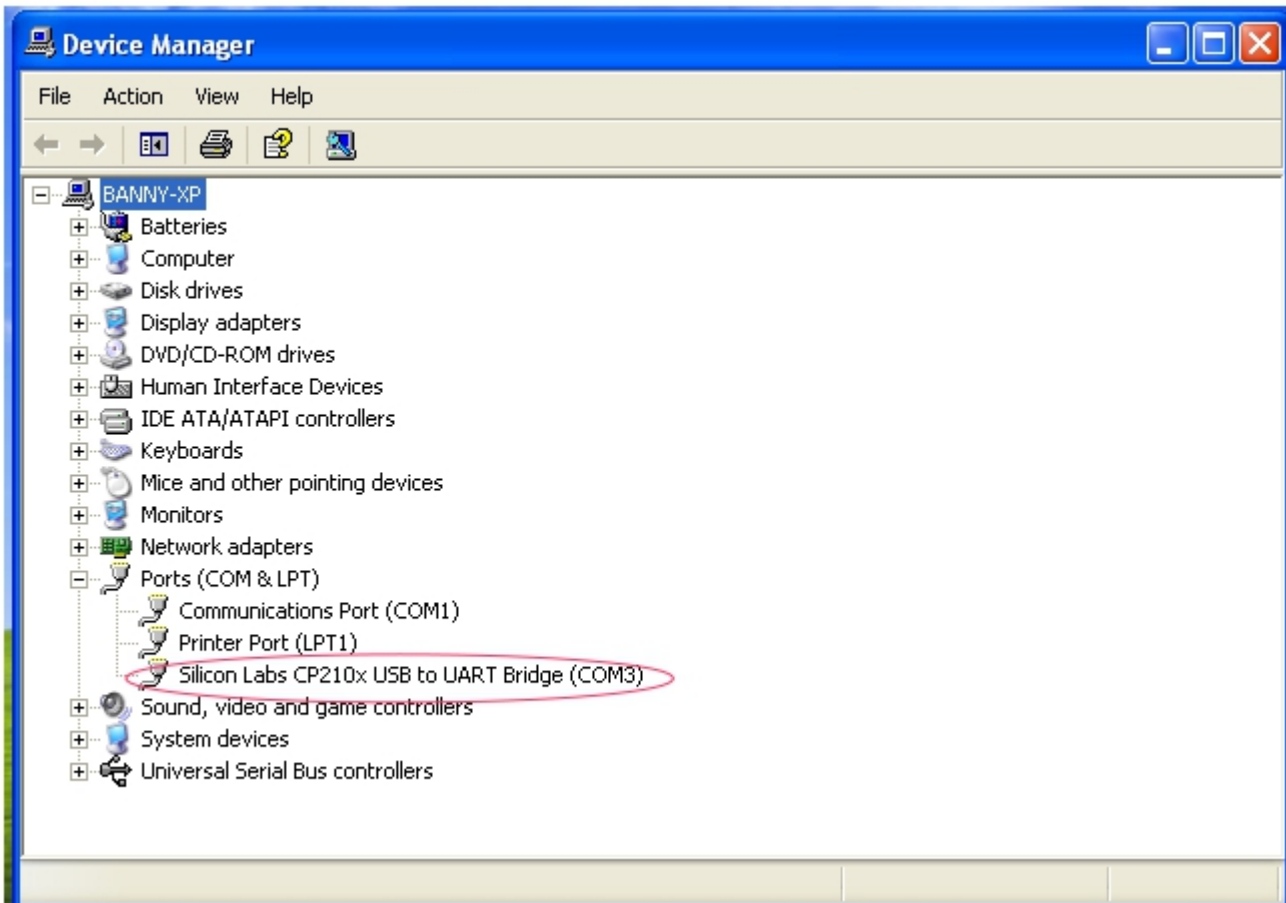 Device Manager
File Action View Help
BANNY-XP
Batteries
Computer
Disk drives
Display adapters
DVD/CD-ROM drives
Human Interface Devices
IDE ATA/ATAPI controllers
Keyboards
Mice and other pointing devices
Monitors
Network adapters
Ports (COM & LPT)
Communications Port (COM1)
Printer Port (LPT1)
Silicon Labs CP210x USB to UART Bridge (COM3)
Sound, video and game controllers
System devices
Universal Serial Bus controllers